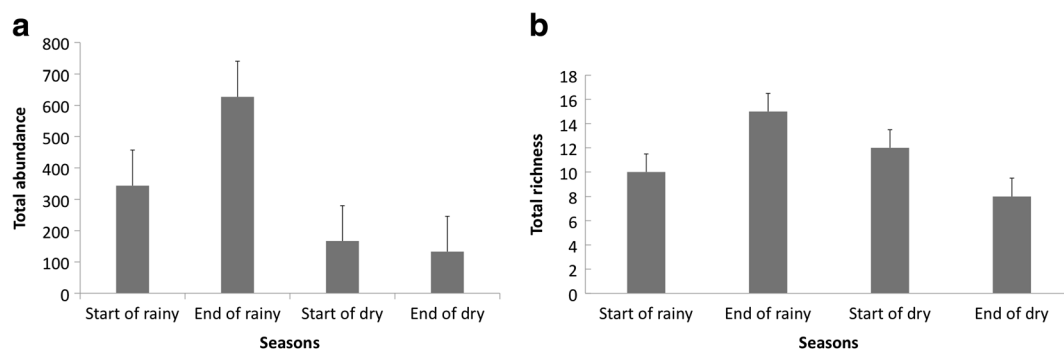 a
Total abundance
800
700
600
500
400
300
200
100
0
Start of rainy End of rainy Start of dry End of dry
Seasons
b
Total richness
18
16
14
12
10
8
6
4
2
0
Start of rainy End of rainy Start of dry End of dry
Seasons